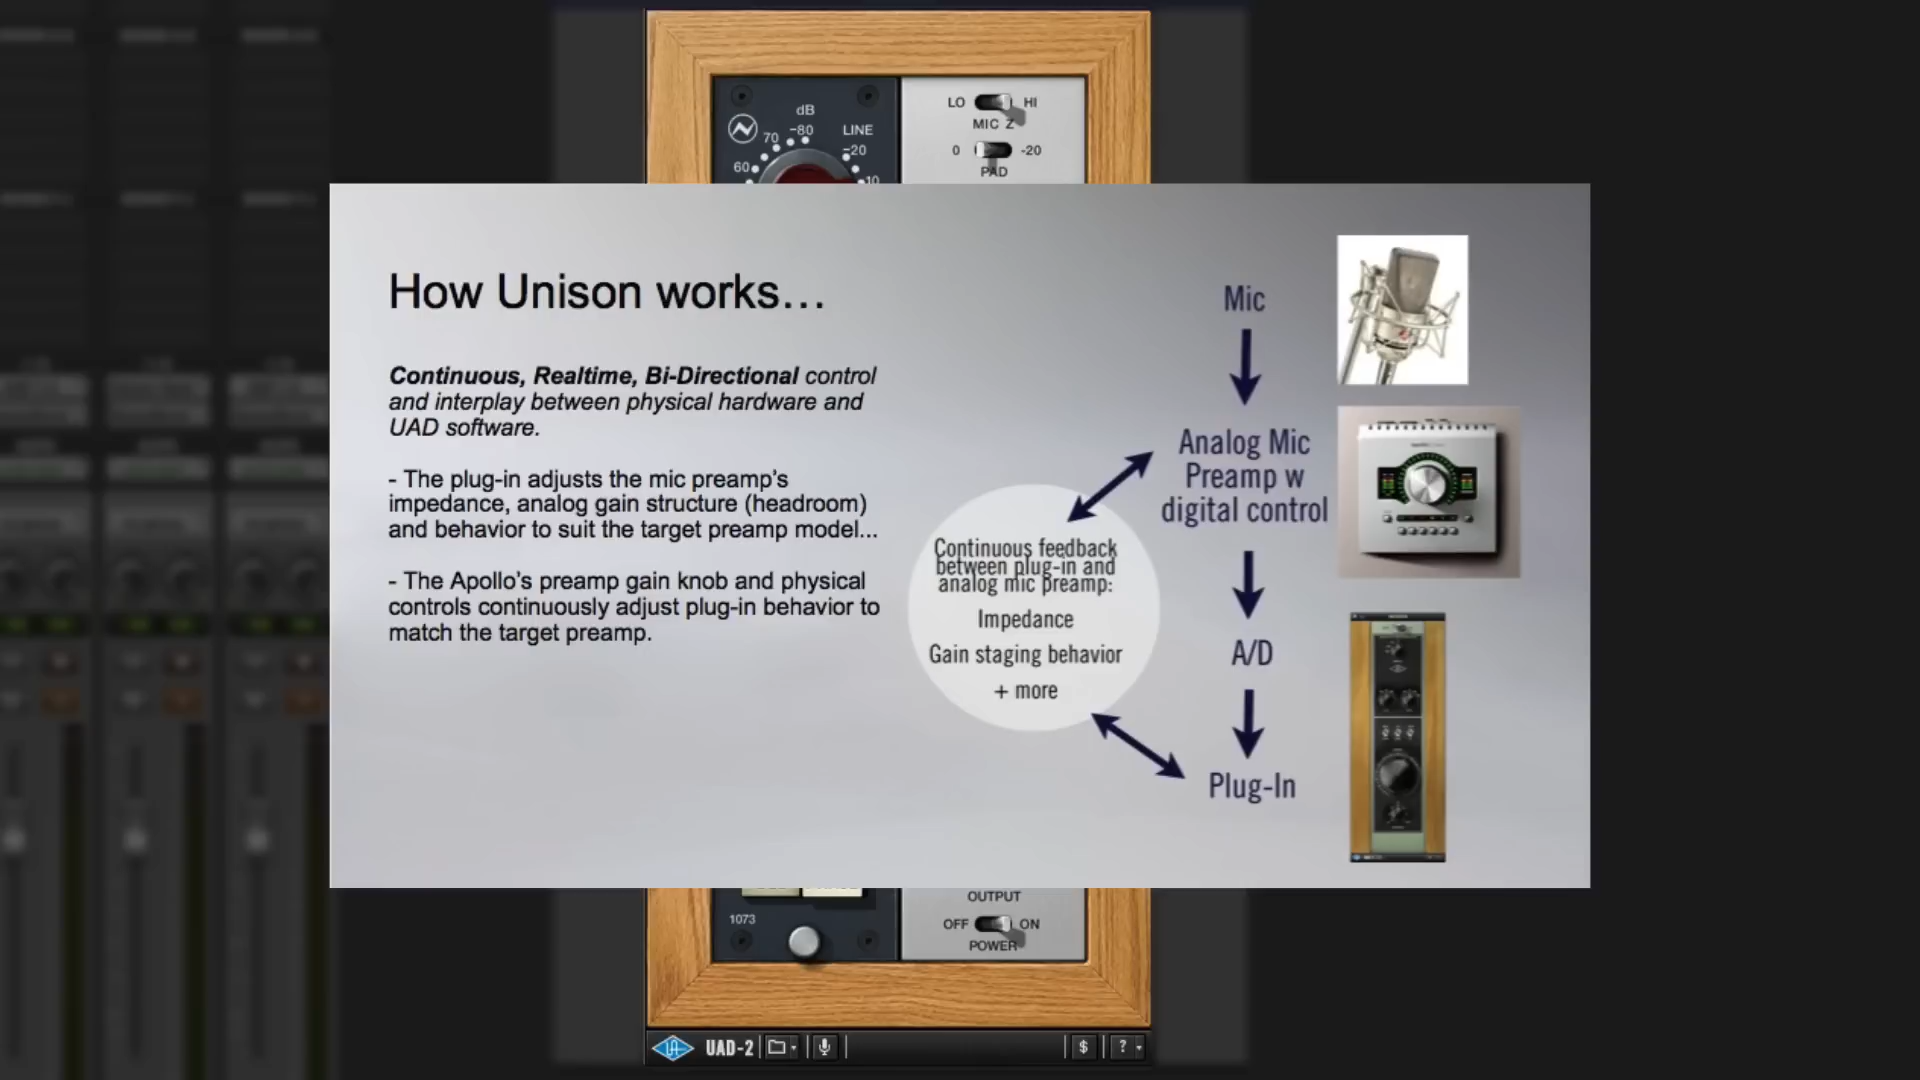 dB
70
-80
LINE
60
-20
10
LO
HI
MIC Z
0
-20
PAD
How Unison works...
Continuous, Realtime, Bi-Directional control
and interplay between physical hardware and
UAD software.
- The plug-in adjusts the mic preamp's
impedance, analog gain structure (headroom)
and behavior to suit the target preamp model...
- The Apollo's preamp gain knob and physical
controls continuously adjust plug-in behavior to
match the target preamp.
Continuous feedback
between plug-in and
analog mic preamp:
Impedance
Gain staging behavior
+ more
Mic
Analog Mic
Preamp w
digital control
A/D
Plug-In
1073
OUTPUT
OFF
ON
POWER
UAD-2
$
?